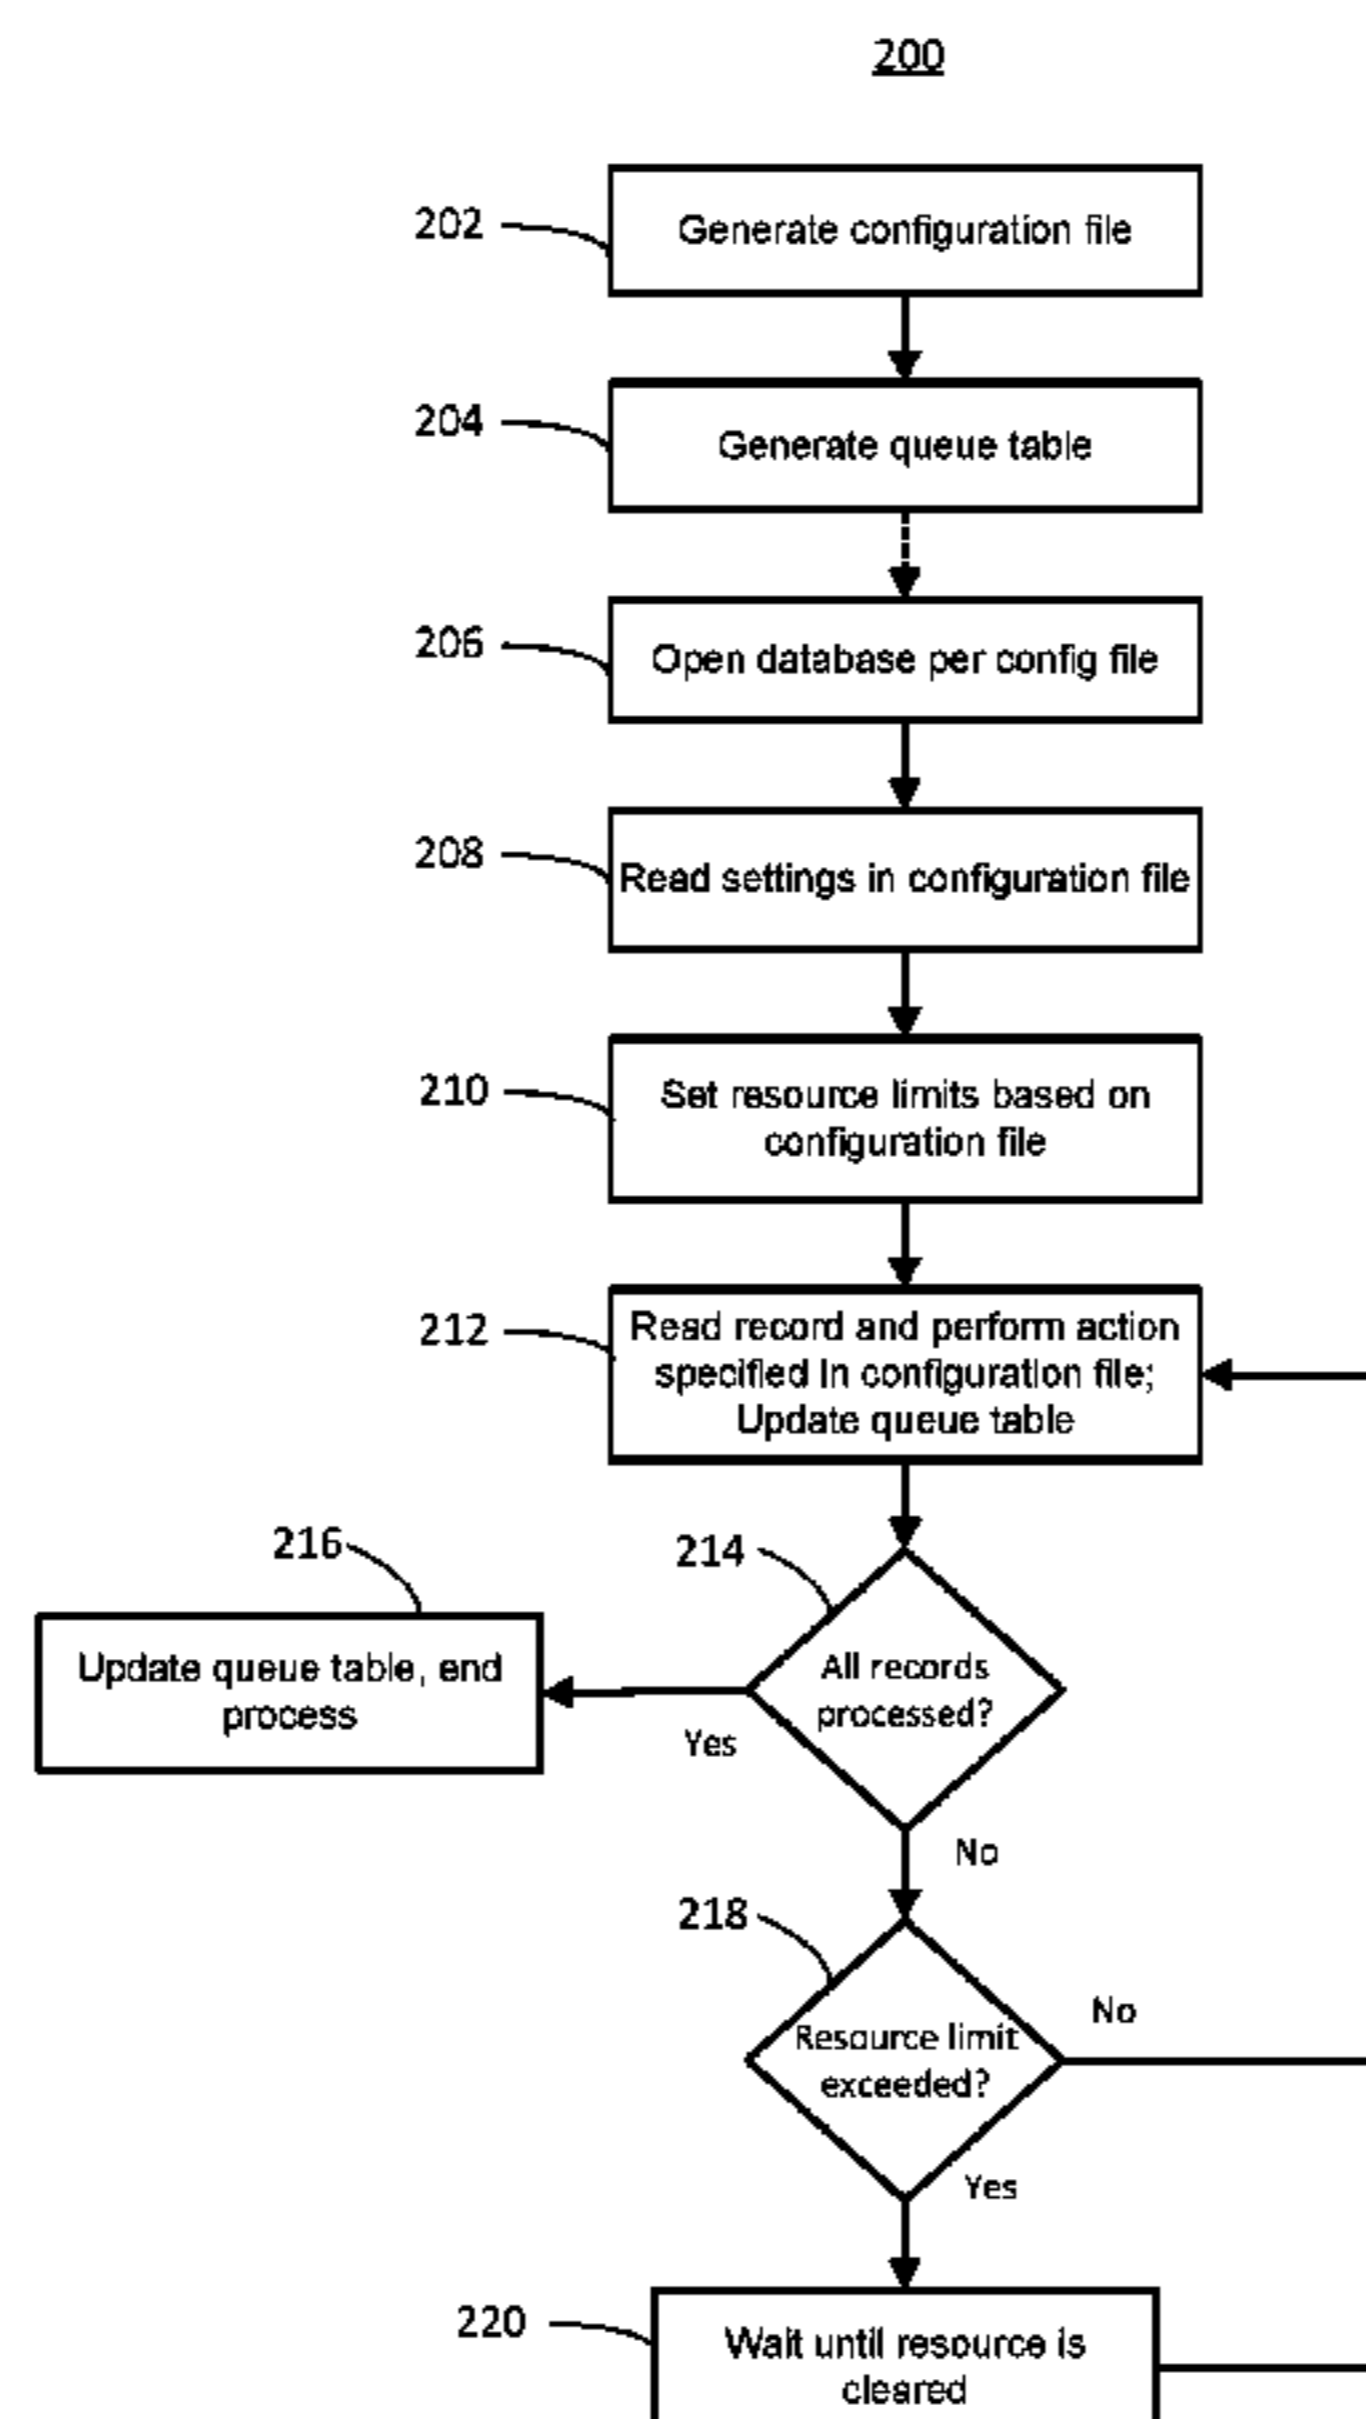 200
202
Generate configuration file
204
Generate queue table
206
Open database per config file
208
Read settings in configuration file
210
Set resource limits based on
configuration file
212
Read record and perform action
specified in configuration file;
Update queue table
216
214
Update queue table, end
process
All records
processed?
Yes
No
218
Resource limit
exceeded?
No
Yes
220
Wait until resource is
cleared